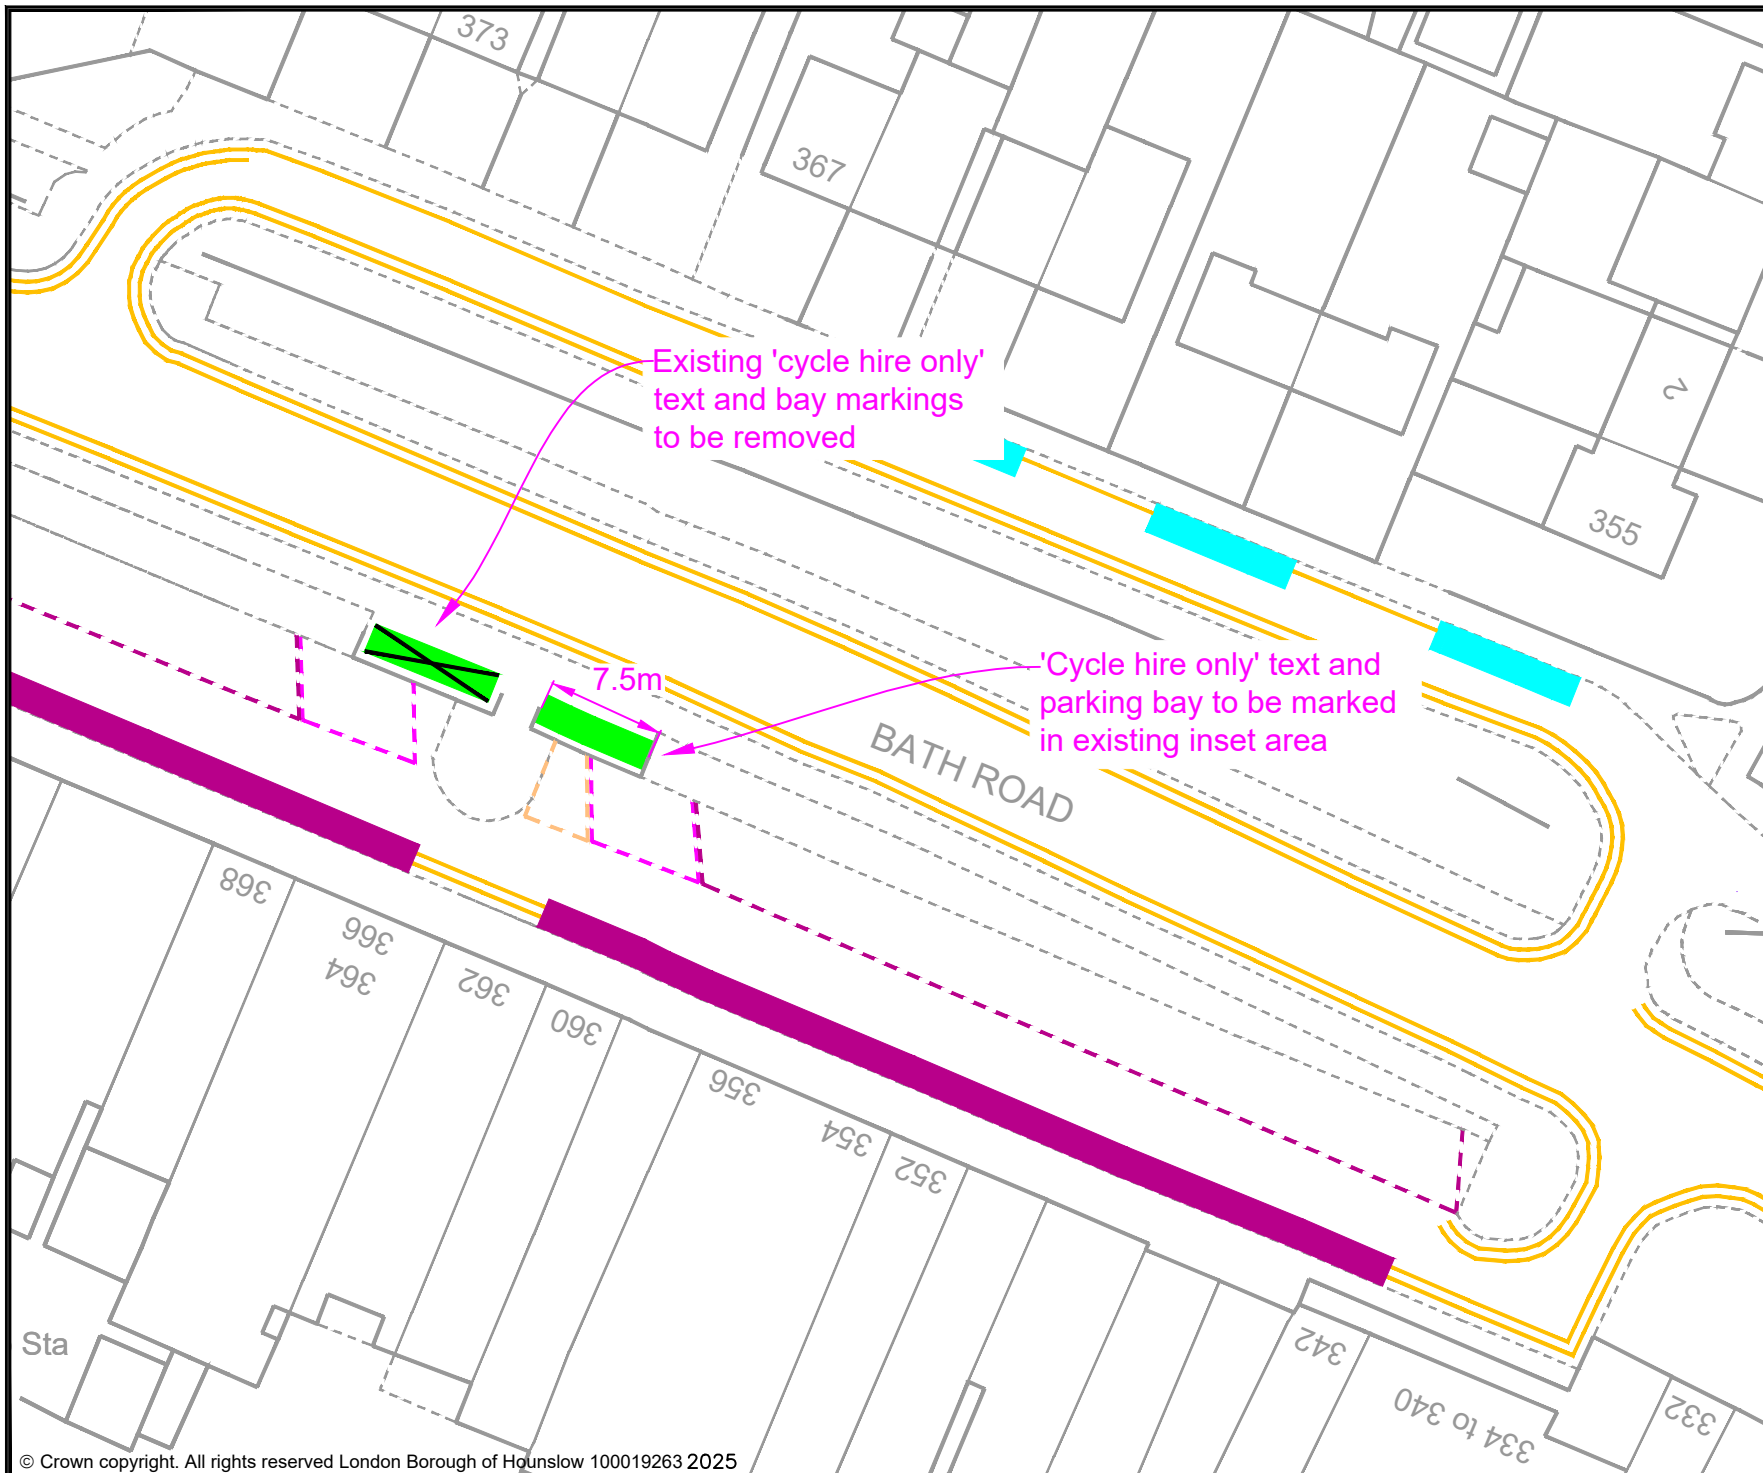 373
367
Existing 'cycle hire only'
text and bay markings
to be removed
2
355
7.5m
'Cycle hire only' text and
parking bay to be marked
in existing inset area
BATH ROAD
368
366
364
362
360
356
354
352
342
334 to 340
332
Sta
© Crown copyright. All rights reserved London Borough of Hounslow 100019263 2025